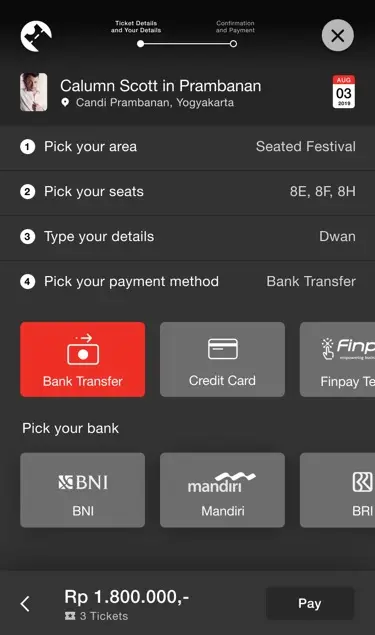 Ticket Details
and Your Details
Confirmation
and Payment
Calumn Scott in Prambanan
Candi Prambanan, Yogyakarta
AUG
03
2019
1 Pick your area Seated Festival
2 Pick your seats 8E, 8F, 8H
3 Type your details Dwan
4 Pick your payment method Bank Transfer
Bank Transfer
Credit Card
Finp
Finpay Te
Pick your bank
BNI
BNI
mandiri
Mandiri
BRI
Rp 1.800.000,-
3 Tickets
Pay